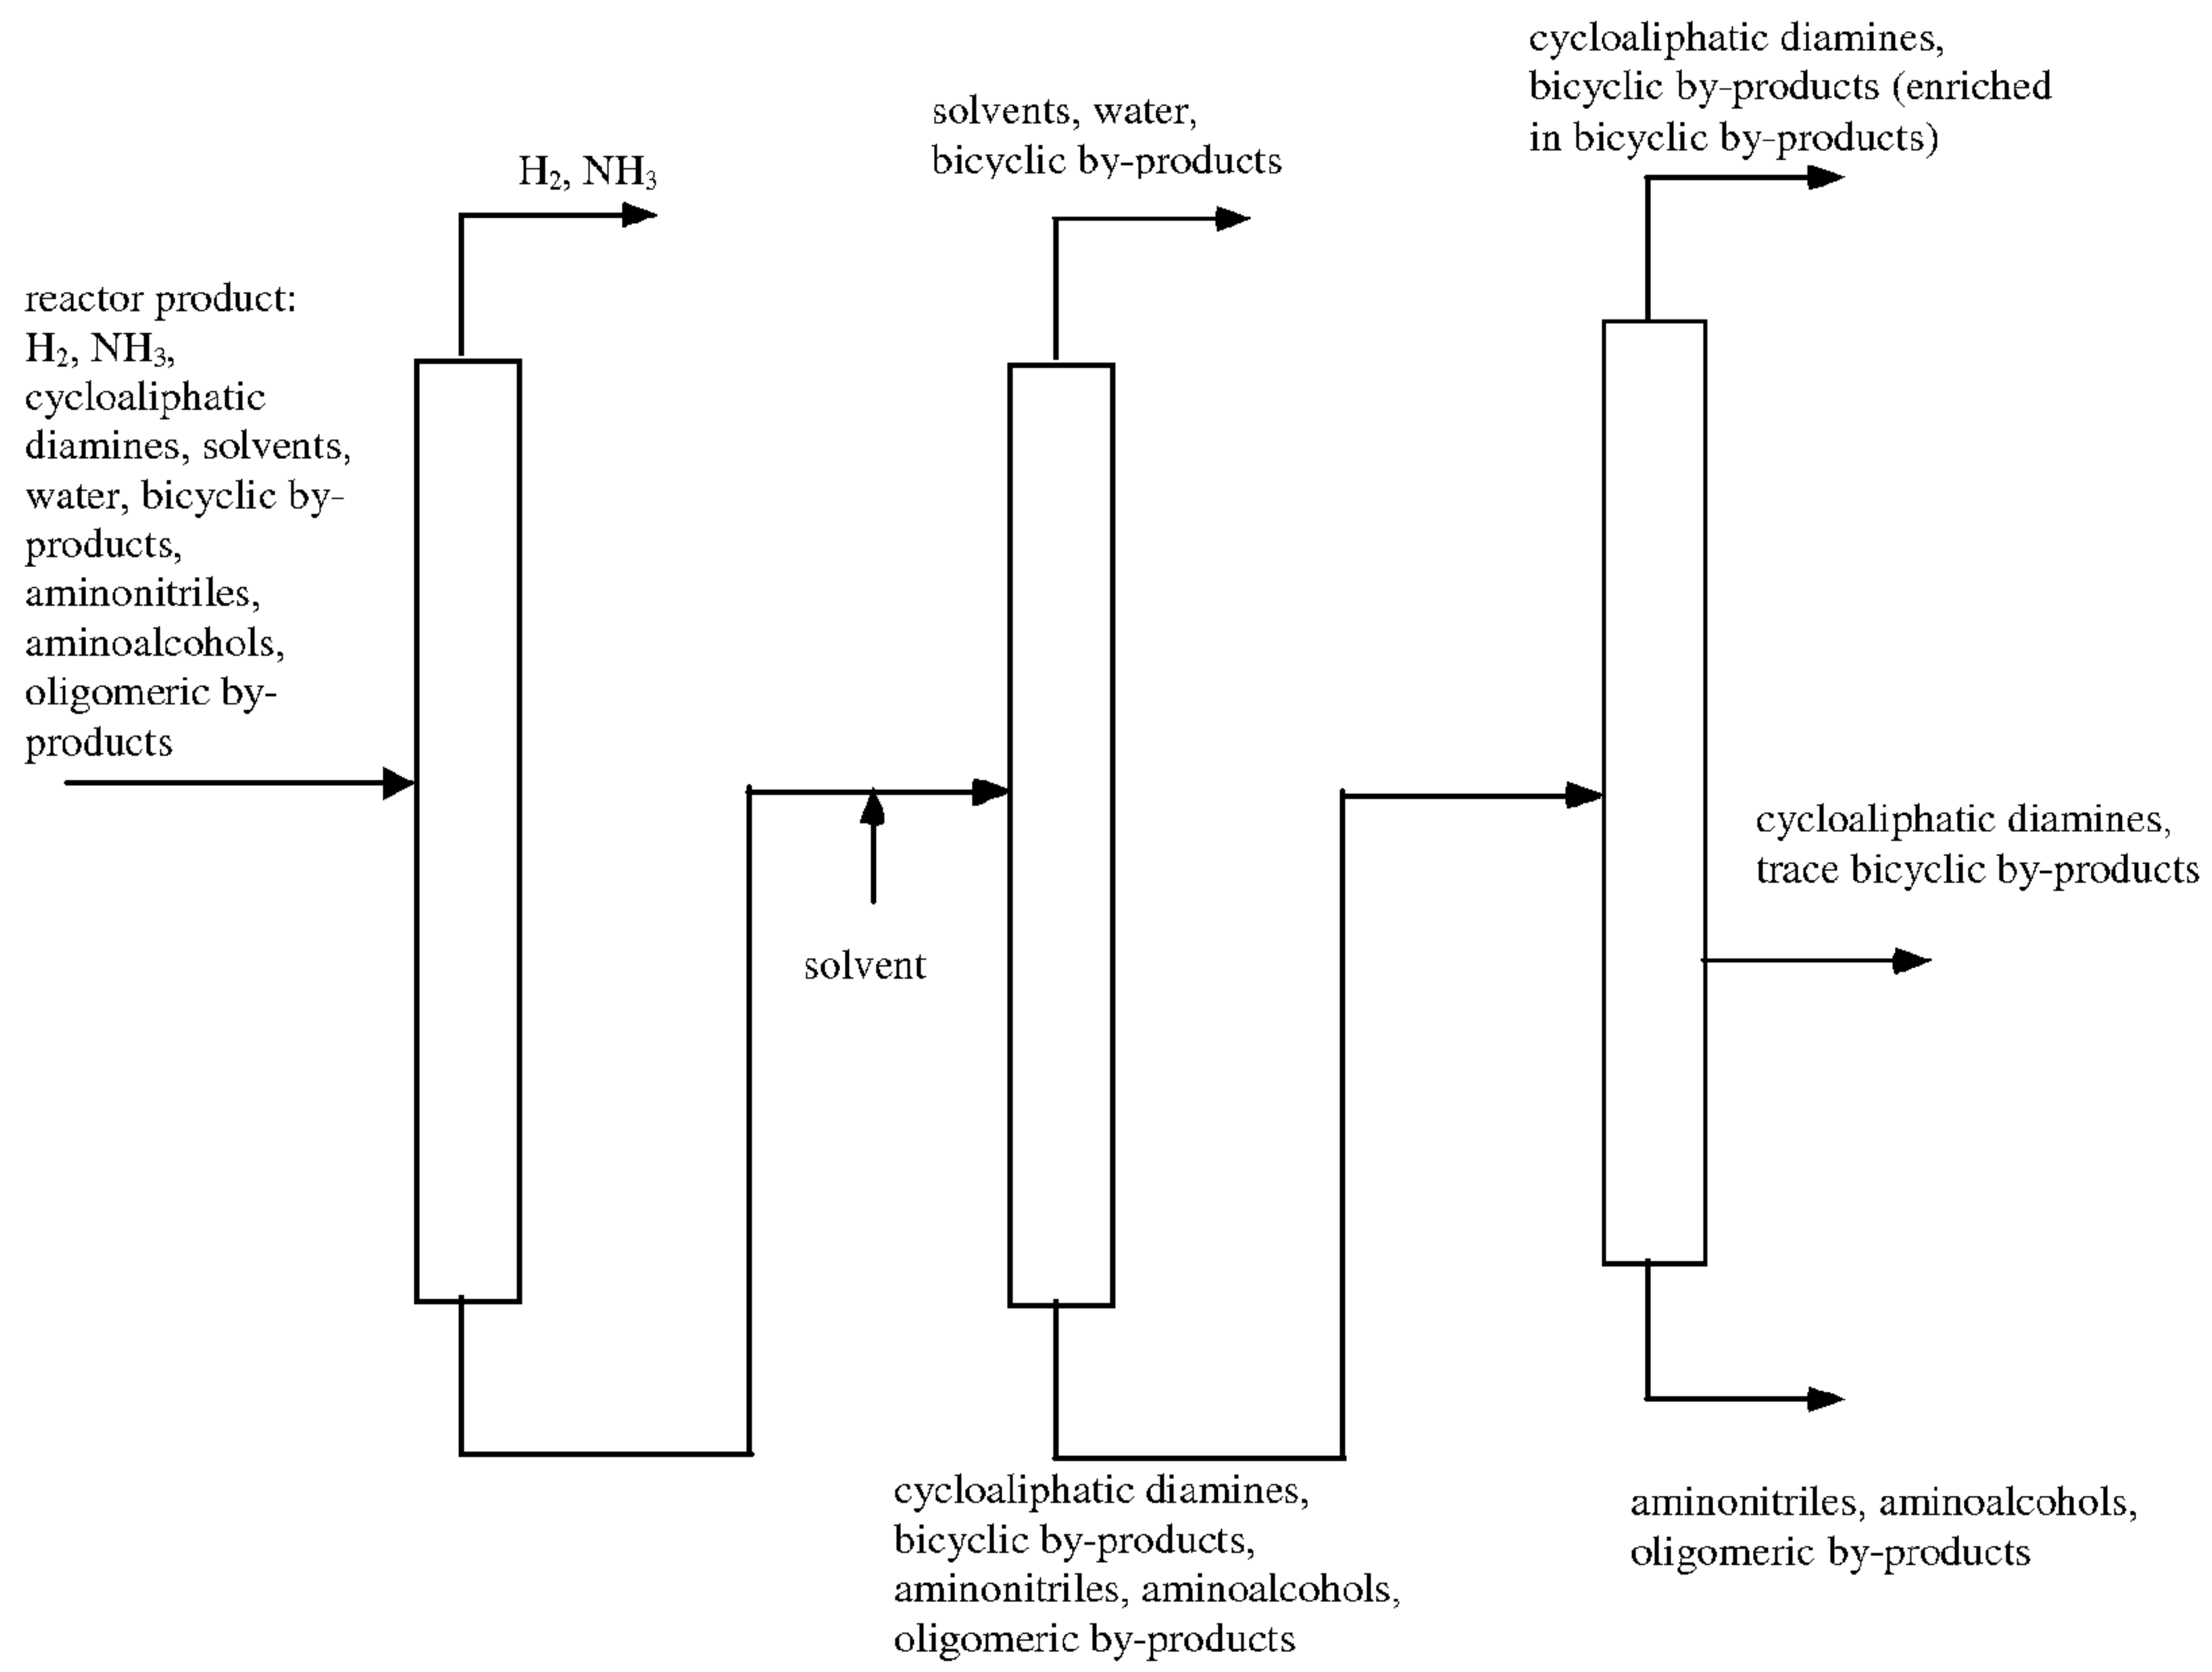 cycloaliphatic diamines,
bicyclic by-products (enriched
in bicyclic by-products)
solvents, water,
bicyclic by-products
H₂, NH₃
reactor product:
H₂, NH₃,
cycloaliphatic
diamines, solvents,
water, bicyclic by-
products,
aminonitriles,
aminoalcohols,
oligomeric by-
products
cycloaliphatic diamines,
trace bicyclic by-products
solvent
cycloaliphatic diamines,
bicyclic by-products,
aminonitriles, aminoalcohols,
oligomeric by-products
aminonitriles, aminoalcohols,
oligomeric by-products